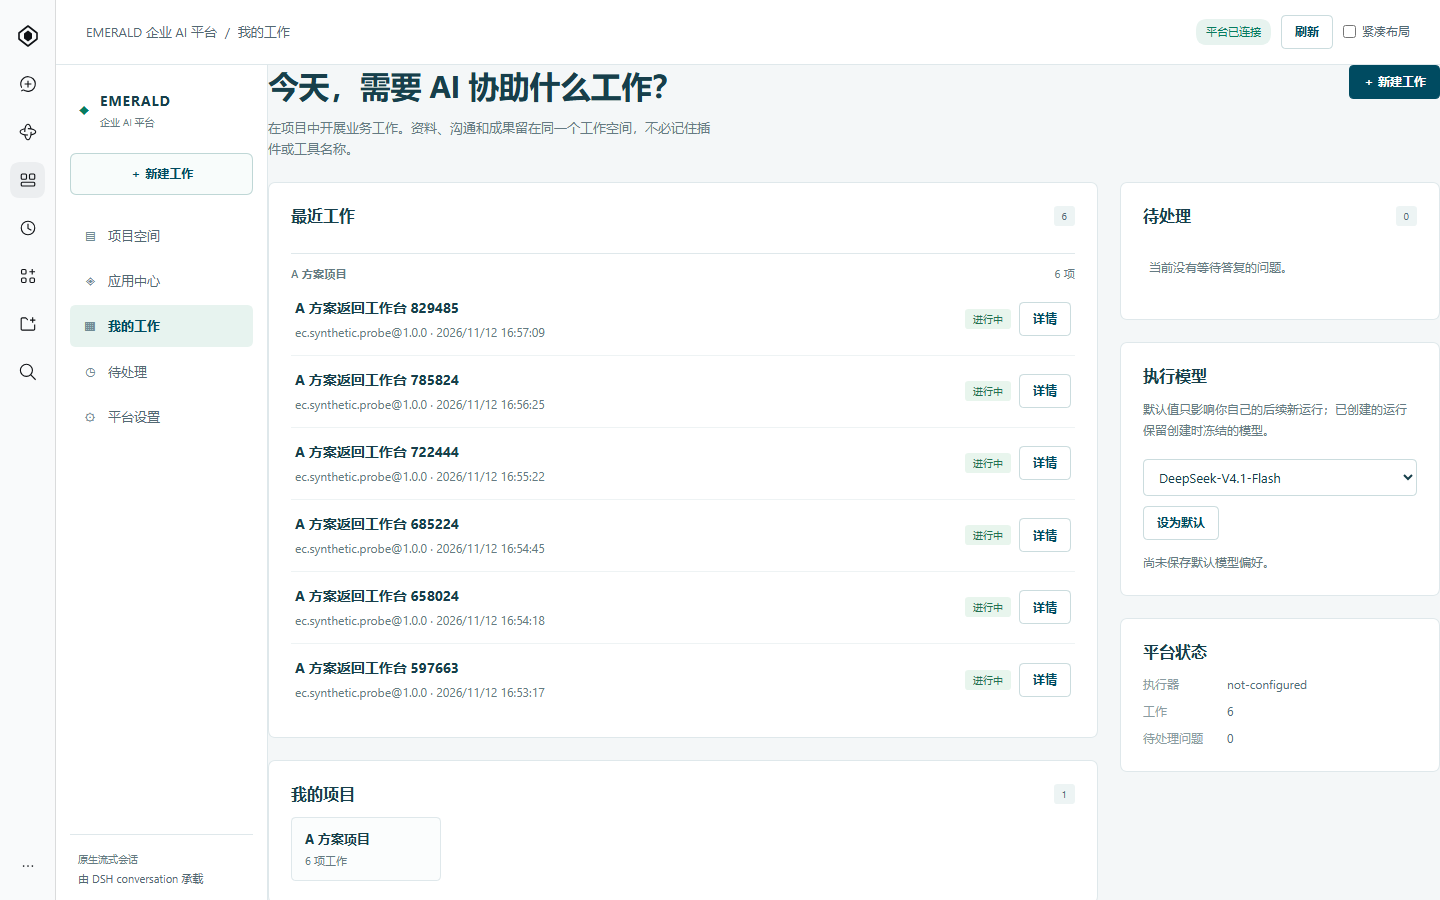 EMERALD 企业 AI 平台 / 我的工作
平台已连接
刷新
紧凑布局
EMERALD
企业 AI 平台
+ 新建工作
项目空间
应用中心
我的工作
待处理
平台设置
原生流式会话
由 DSH conversation 承载
今天，需要 AI 协助什么工作？
+ 新建工作
在项目中开展业务工作。资料、沟通和成果留在同一个工作空间，不必记住插
件或工具名称。
最近工作
6
A 方案项目
6 项
A 方案返回工作台 829485
ec.synthetic.probe@1.0.0 · 2026/11/12 16:57:09
进行中
详情
A 方案返回工作台 785824
ec.synthetic.probe@1.0.0 · 2026/11/12 16:56:25
进行中
详情
A 方案返回工作台 722444
ec.synthetic.probe@1.0.0 · 2026/11/12 16:55:22
进行中
详情
A 方案返回工作台 685224
ec.synthetic.probe@1.0.0 · 2026/11/12 16:54:45
进行中
详情
A 方案返回工作台 658024
ec.synthetic.probe@1.0.0 · 2026/11/12 16:54:18
进行中
详情
A 方案返回工作台 597663
ec.synthetic.probe@1.0.0 · 2026/11/12 16:53:17
进行中
详情
我的项目
1
A 方案项目
6 项工作
待处理
0
当前没有等待答复的问题。
执行模型
默认值只影响你自己的后续新运行；已创建的运行
保留创建时冻结的模型。
DeepSeek-V4.1-Flash
设为默认
尚未保存默认模型偏好。
平台状态
执行器 not-configured
工作 6
待处理问题 0